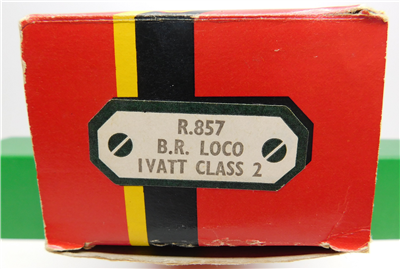 R.857
B.R. LOCO
IVATT CLASS 2